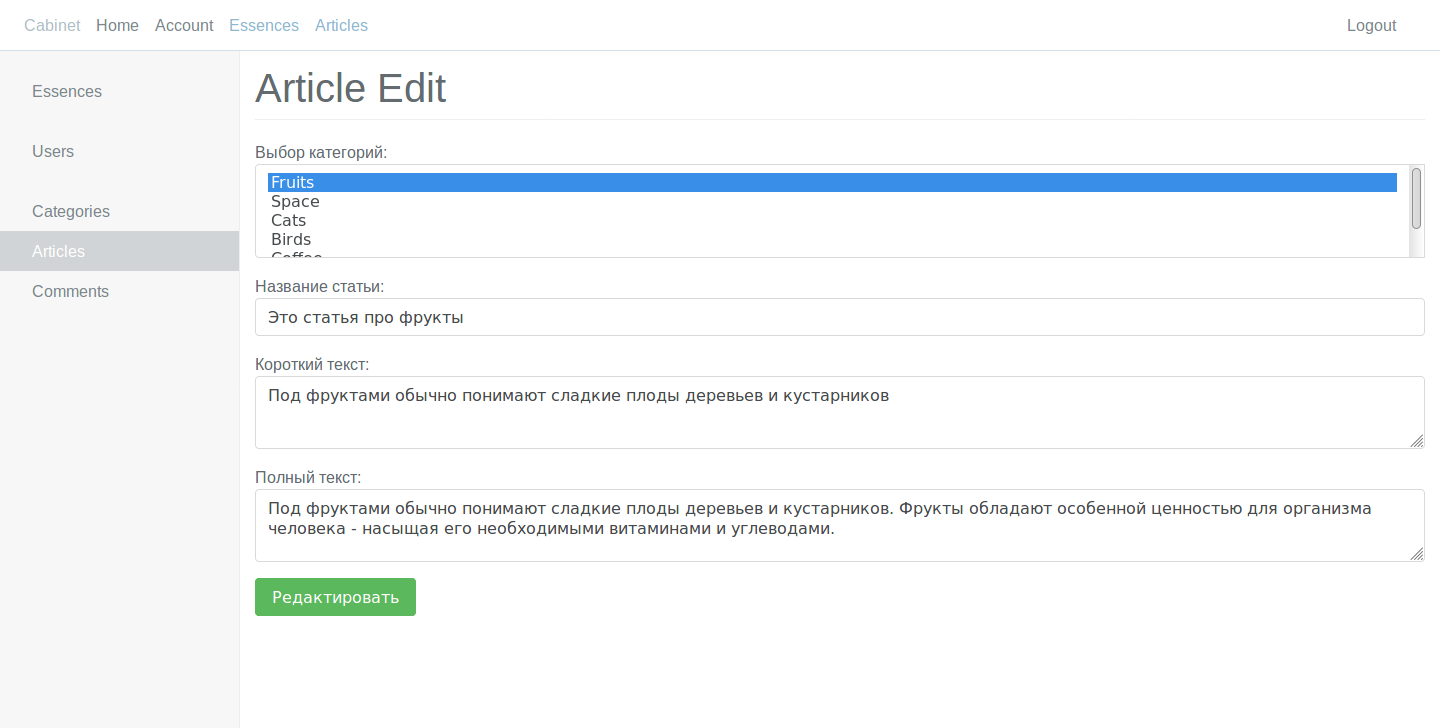 Cabinet Home Account Essences Articles Logout
Essences
Users
Categories
Articles
Comments
Article Edit
Выбор категорий:
Fruits
Space
Cats
Birds
Coffee
Название статьи:
Это статья про фрукты
Короткий текст:
Под фруктами обычно понимают сладкие плоды деревьев и кустарников
Полный текст:
Под фруктами обычно понимают сладкие плоды деревьев и кустарников. Фрукты обладают особенной ценностью для организма
человека - насыщая его необходимыми витаминами и углеводами.
Редактировать